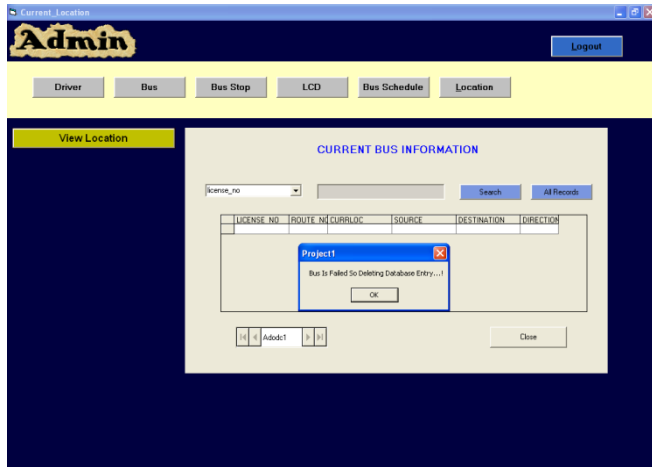 Current_Location
Admin
Logout
Driver Bus Bus Stop LCD Bus Schedule Location
View Location
CURRENT BUS INFORMATION
license_no Search All Records
LICENSE NO ROUTE NO CURRLOC SOURCE DESTINATION DIRECTION
Project1
Bus Is Failed So Deleting Database Entry...!
OK
Adodc1 Close